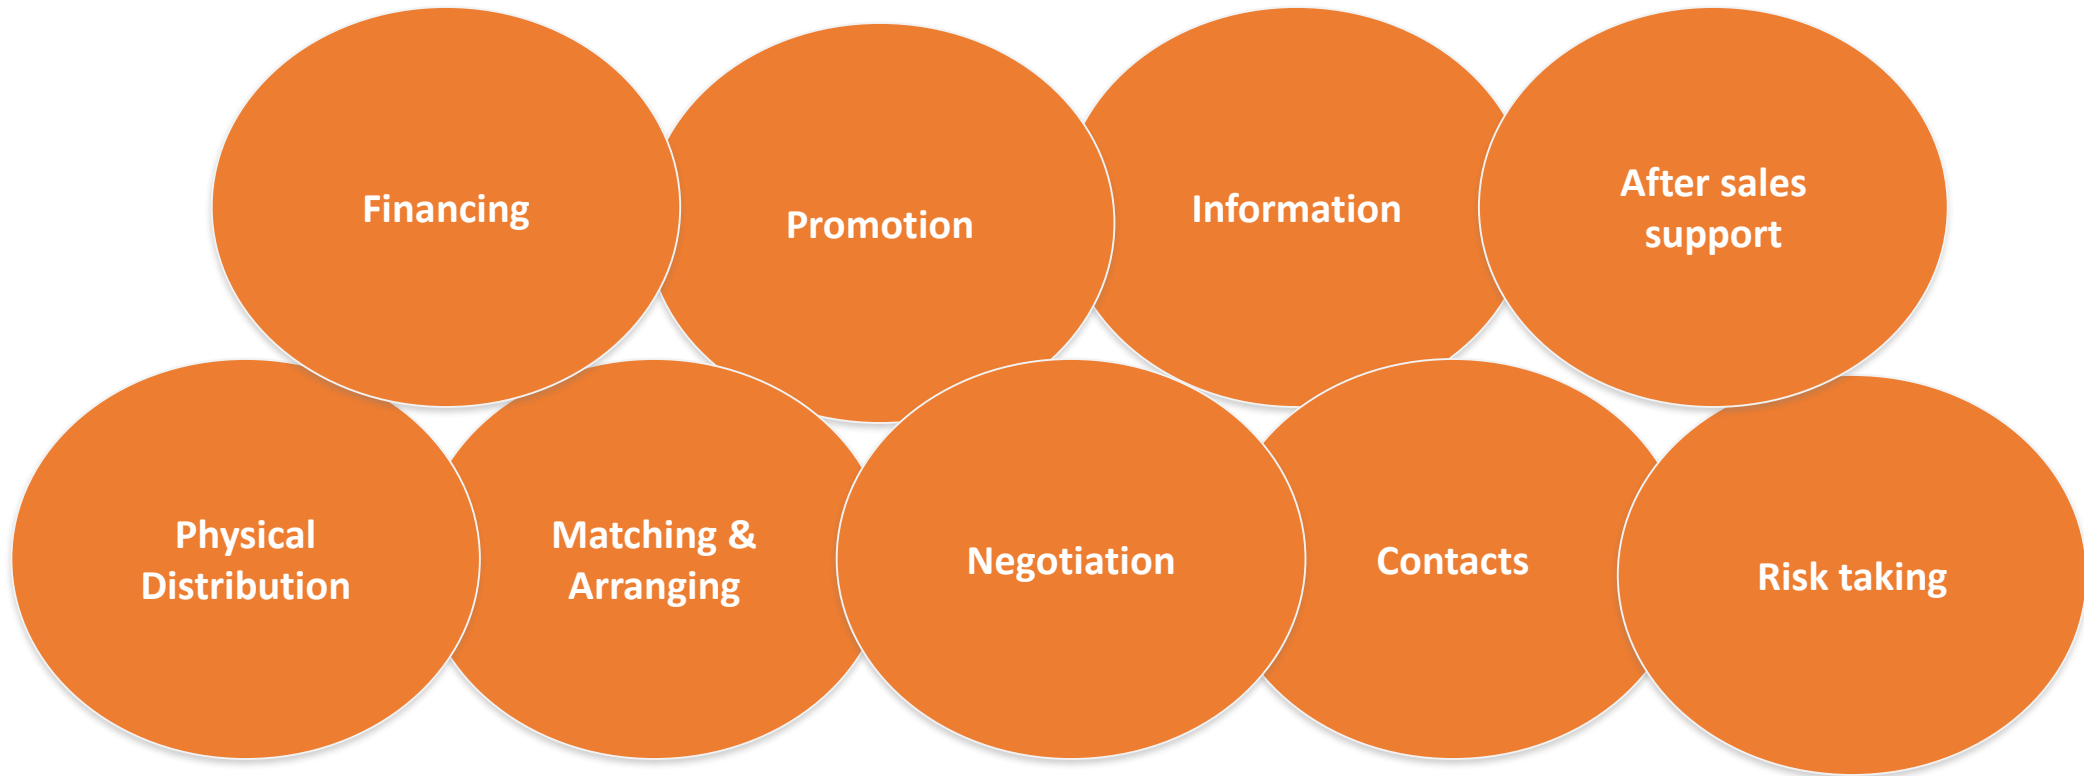 Financing
Promotion
Information
After sales
support
Physical
Distribution
Matching &
Arranging
Negotiation
Contacts
Risk taking